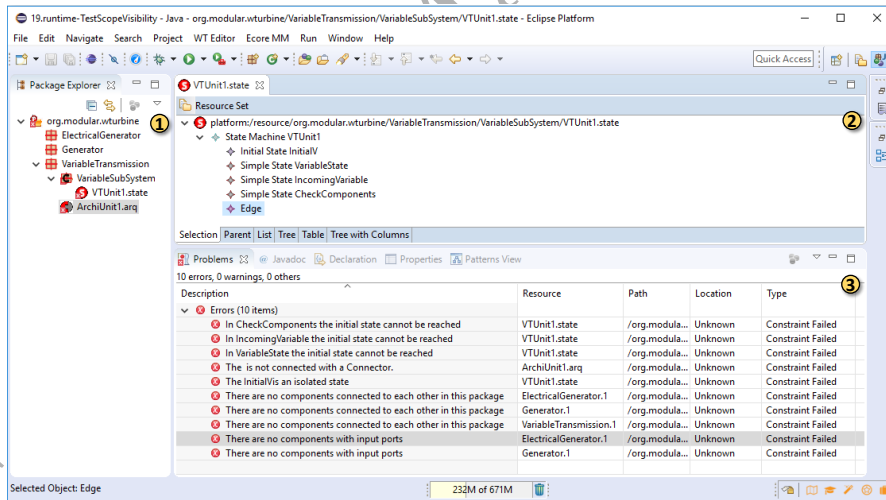 19.runtime-TestScopeVisibility - Java - org.modular.wturbine/VariableTransmission/VariableSubSystem/VTUnit1.state - Eclipse Platform
File Edit Navigate Search Project WT Editor Ecore MM Run Window Help
Quick Access
Package Explorer
org.modular.wturbine
ElectricalGenerator
Generator
VariableTransmission
VariableSubSystem
VTUnit1.state
ArchiUnit1.arq
1
VTUnit1.state
Resource Set
2
platform:/resource/org.modular.wturbine/VariableTransmission/VariableSubSystem/VTUnit1.state
State Machine VTUnit1
Initial State InitialV
Simple State VariableState
Simple State IncomingVariable
Simple State CheckComponents
Edge
Selection Parent List Tree Table Tree with Columns
Problems Javadoc Declaration Properties Patterns View
10 errors, 0 warnings, 0 others
3
Description Resource Path Location Type
Errors (10 items)
In CheckComponents the initial state cannot be reached VTUnit1.state /org.modula... Unknown Constraint Failed
In IncomingVariable the initial state cannot be reached VTUnit1.state /org.modula... Unknown Constraint Failed
In VariableState the initial state cannot be reached VTUnit1.state /org.modula... Unknown Constraint Failed
The is not connected with a Connector. ArchiUnit1.arq /org.modula... Unknown Constraint Failed
The InitialVis an isolated state VTUnit1.state /org.modula... Unknown Constraint Failed
There are no components connected to each other in this package ElectricalGenerator.1 /org.modula... Unknown Constraint Failed
There are no components connected to each other in this package Generator.1 /org.modula... Unknown Constraint Failed
There are no components connected to each other in this package VariableTransmission.1 /org.modula... Unknown Constraint Failed
There are no components with input ports ElectricalGenerator.1 /org.modula... Unknown Constraint Failed
There are no components with input ports Generator.1 /org.modula... Unknown Constraint Failed
Selected Object: Edge
232M of 671M